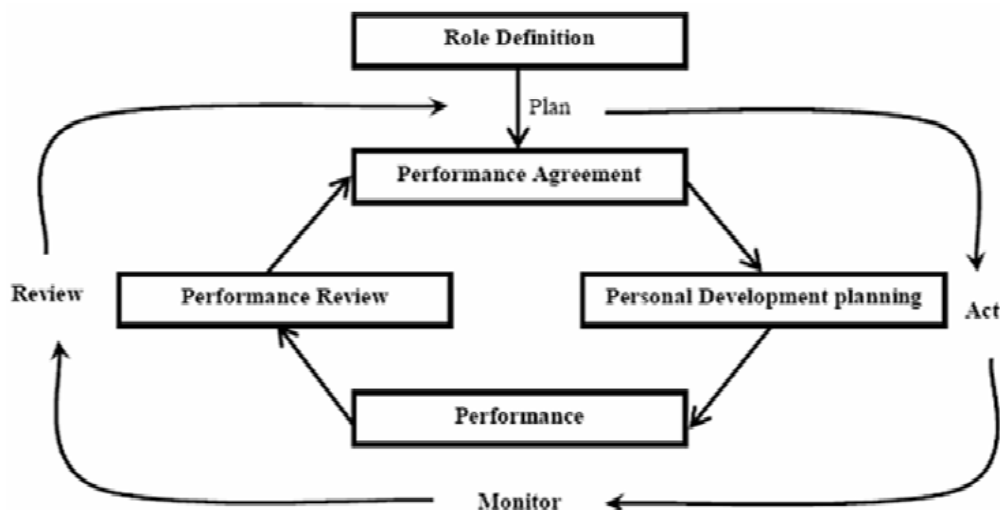 Role Definition
Plan
Performance Agreement
Review
Performance Review
Personal Development planning
Act
Performance
Monitor